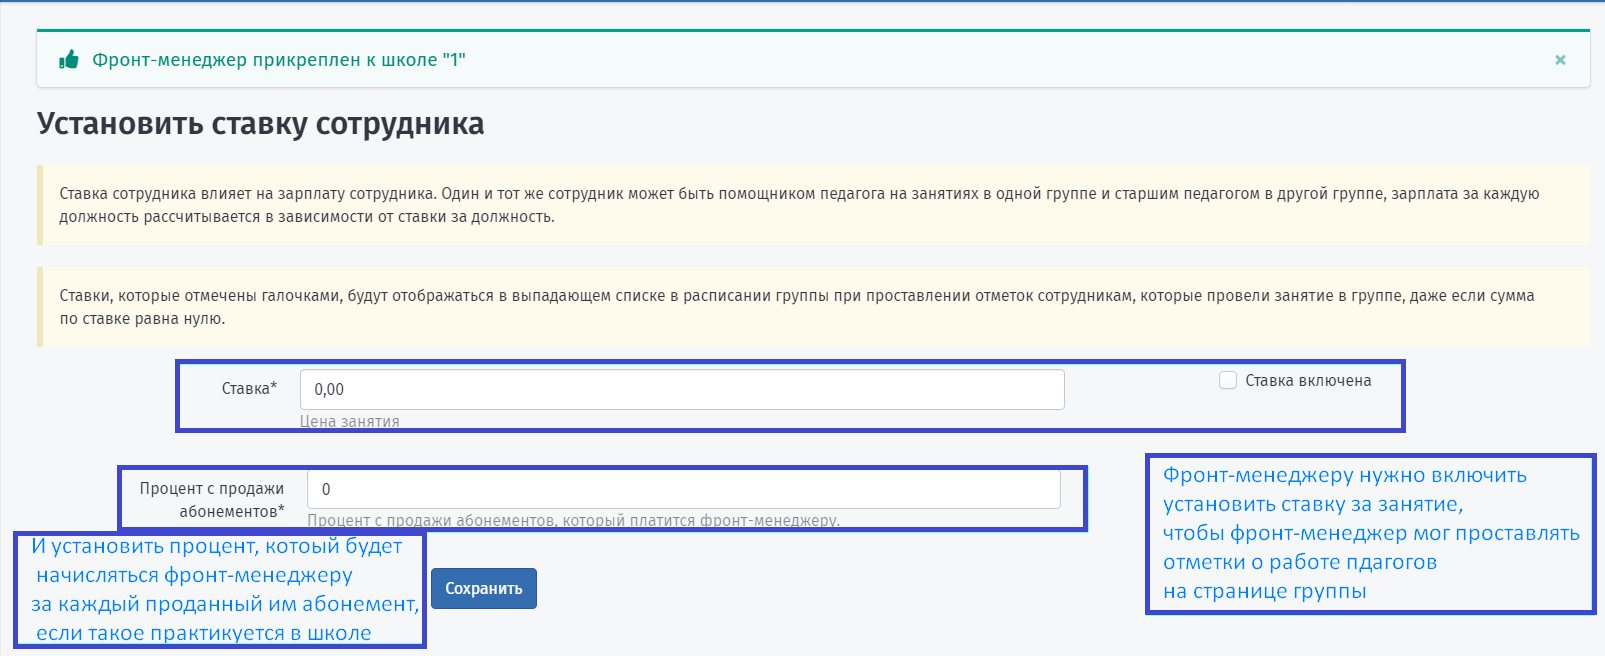 Фронт-менеджер прикреплен к школе "1"
×
Установить ставку сотрудника
Ставка сотрудника влияет на зарплату сотрудника. Один и тот же сотрудник может быть помощником педагога на занятиях в одной группе и старшим педагогом в другой группе, зарплата за каждую
должность рассчитывается в зависимости от ставки за должность.
Ставки, которые отмечены галочками, будут отображаться в выпадающем списке в расписании группы при проставлении отметок сотрудникам, которые провели занятие в группе, даже если сумма
по ставке равна нулю.
Ставка*
0,00
Ставка включена
Цена занятия
Процент с продажи
абонементов*
0
Процент с продажи абонементов, который платится фронт-менеджеру.
Фронт-менеджеру нужно включить
установить ставку за занятие,
чтобы фронт-менеджер мог проставлять
отметки о работе пдагогов
на странице группы
И установить процент, котоый будет
начисляться фронт-менеджеру
за каждый проданный им абонемент,
если такое практикуется в школе
Сохранить